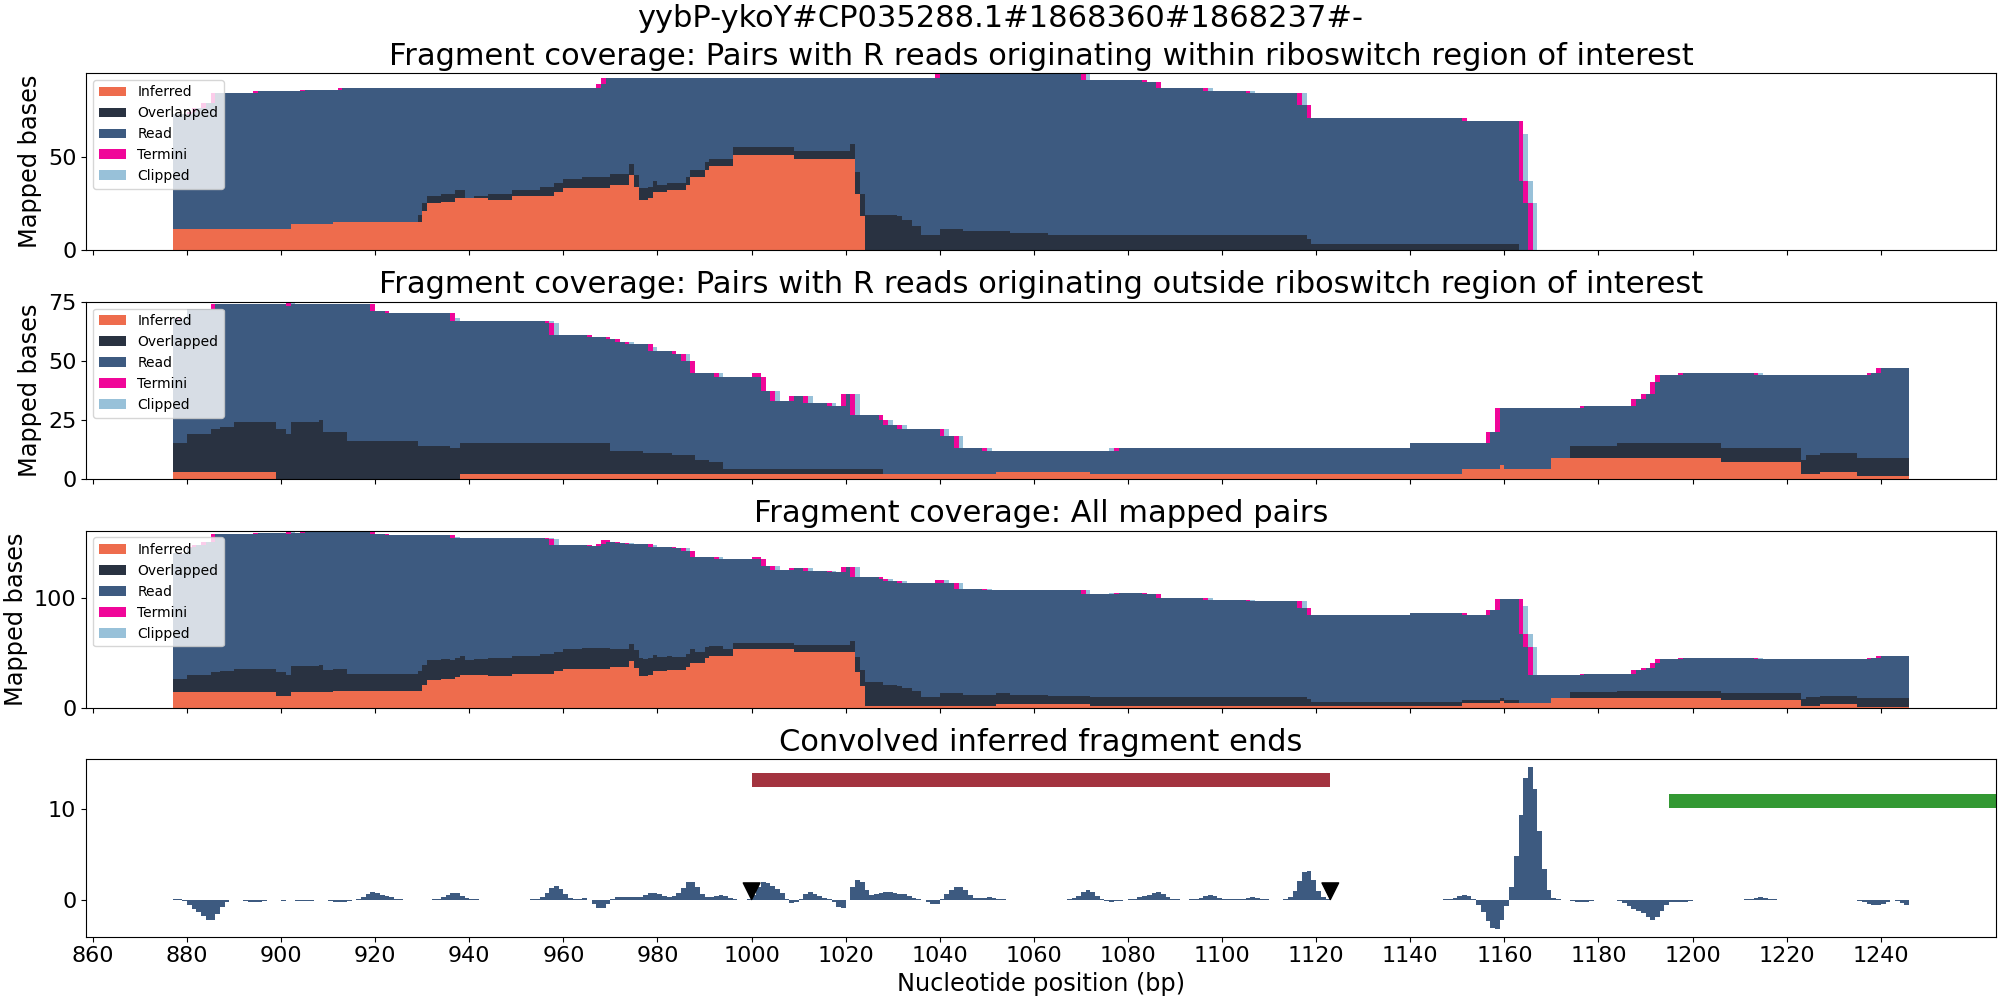 yybP-ykoY#CP035288.1#1868360#1868237#-
Fragment coverage: Pairs with R reads originating within riboswitch region of interest
Mapped bases
50
0
Inferred
Overlapped
Read
Termini
Clipped
Fragment coverage: Pairs with R reads originating outside riboswitch region of interest
Mapped bases
75
50
25
0
Inferred
Overlapped
Read
Termini
Clipped
Fragment coverage: All mapped pairs
Mapped bases
100
0
Inferred
Overlapped
Read
Termini
Clipped
Convolved inferred fragment ends
10
0
860 880 900 920 940 960 980 1000 1020 1040 1060 1080 1100 1120 1140 1160 1180 1200 1220 1240
Nucleotide position (bp)